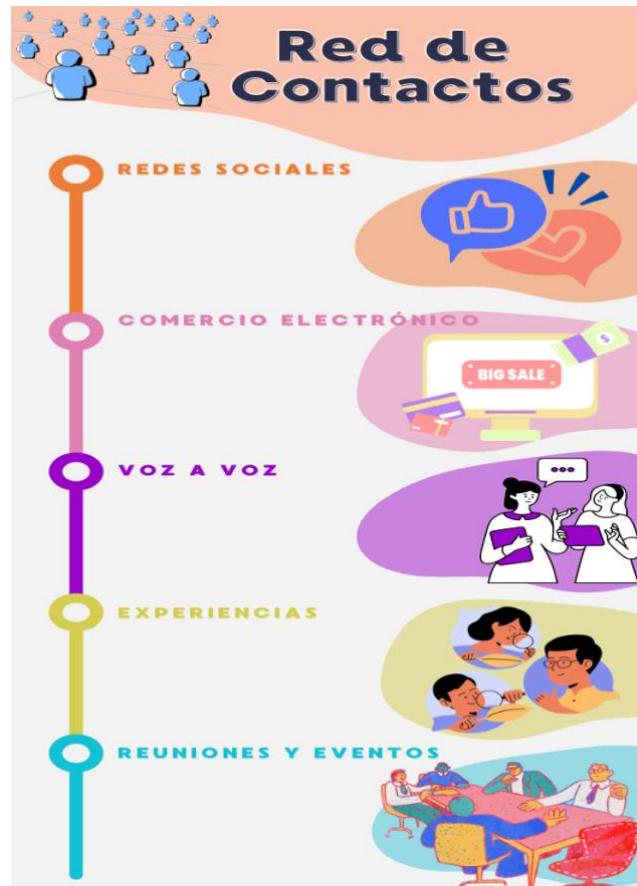 Red de
Contactos
REDES SOCIALES
COMERCIO ELECTRÓNICO
$
BIG SALE
VOZ A VOZ
EXPERIENCIAS
REUNIONES Y EVENTOS